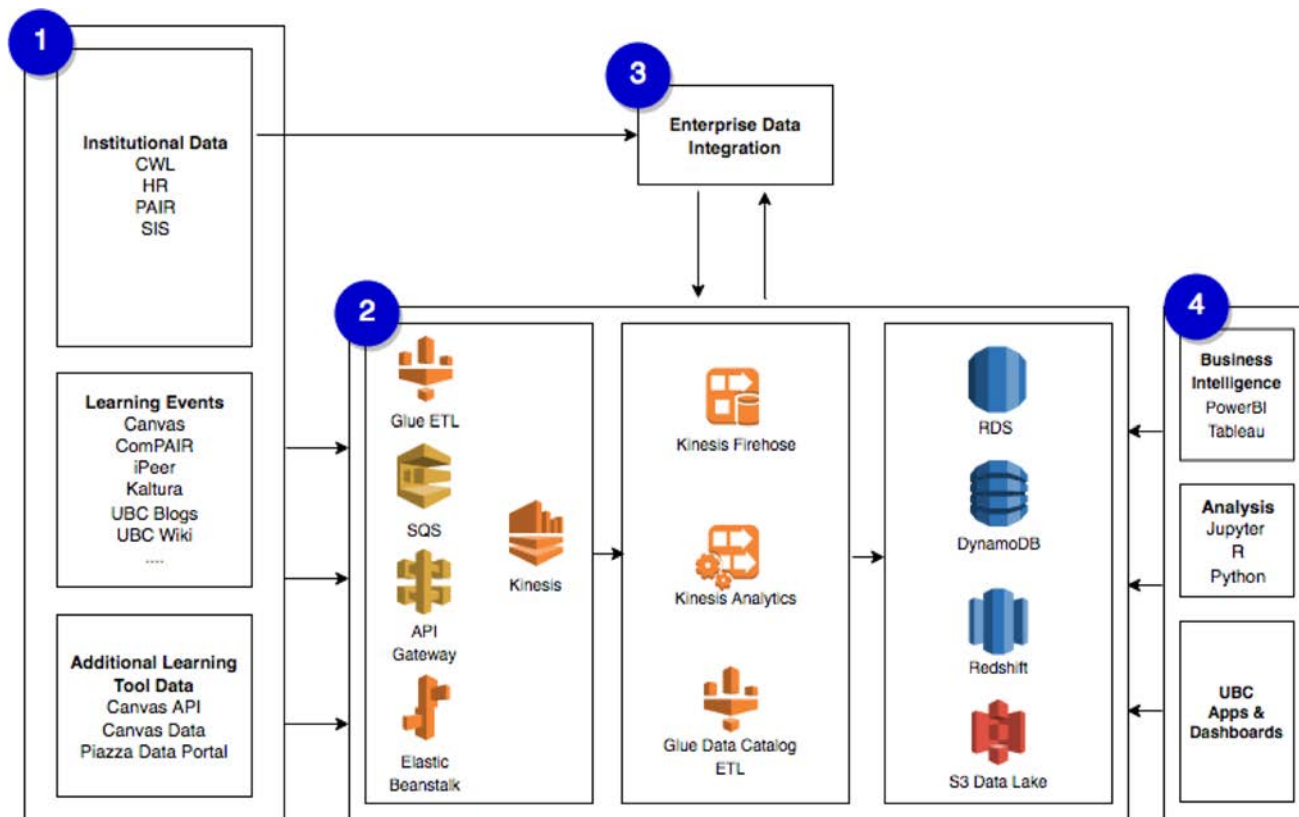 1
Institutional Data
CWL
HR
PAIR
SIS
Learning Events
Canvas
ComPAIR
iPeer
Kaltura
UBC Blogs
UBC Wiki
....
Additional Learning
Tool Data
Canvas API
Canvas Data
Piazza Data Portal
3
Enterprise Data
Integration
2
Glue ETL
SQS
API
Gateway
Elastic
Beanstalk
Kinesis
Kinesis Firehose
Kinesis Analytics
Glue Data Catalog
ETL
RDS
DynamoDB
Redshift
S3 Data Lake
4
Business
Intelligence
PowerBI
Tableau
Analysis
Jupyter
R
Python
UBC
Apps &
Dashboards